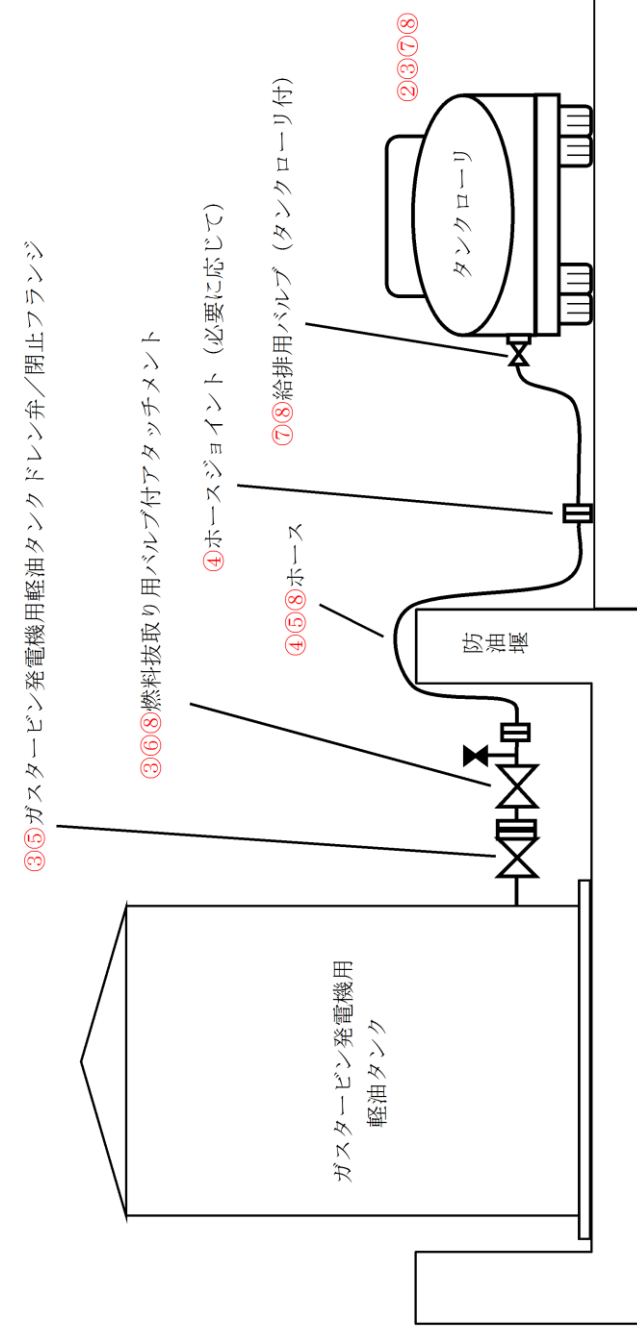 ③⑤ガスタービン発電機用軽油タンクドレン弁／閉止フランジ
③⑥⑧燃料抜取り用バルブ付アタッチメント
④ホースジョイント（必要に応じて）
⑦⑧給排用バルブ（タンクローリ付）
④⑤⑧ホース
②③⑦⑧
タンクローリ
防油堰
ガスタービン発電機用
軽油タンク